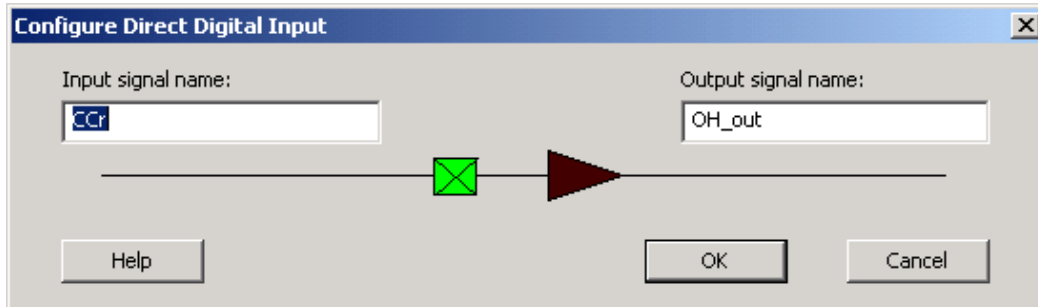 Configure Direct Digital Input
Input signal name:
Output signal name:
CCr
OH_out
Help
OK
Cancel